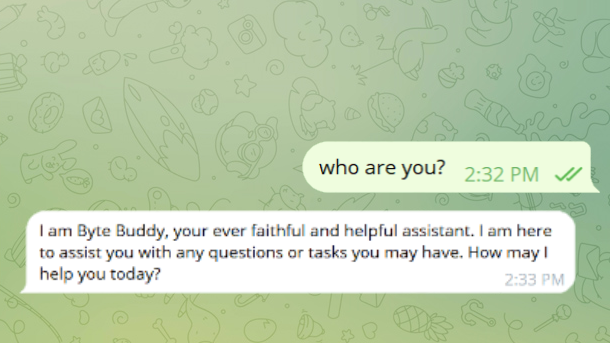 who are you? 2:32 PM
I am Byte Buddy, your ever faithful and helpful assistant. I am here
to assist you with any questions or tasks you may have. How may I
help you today? 2:33 PM